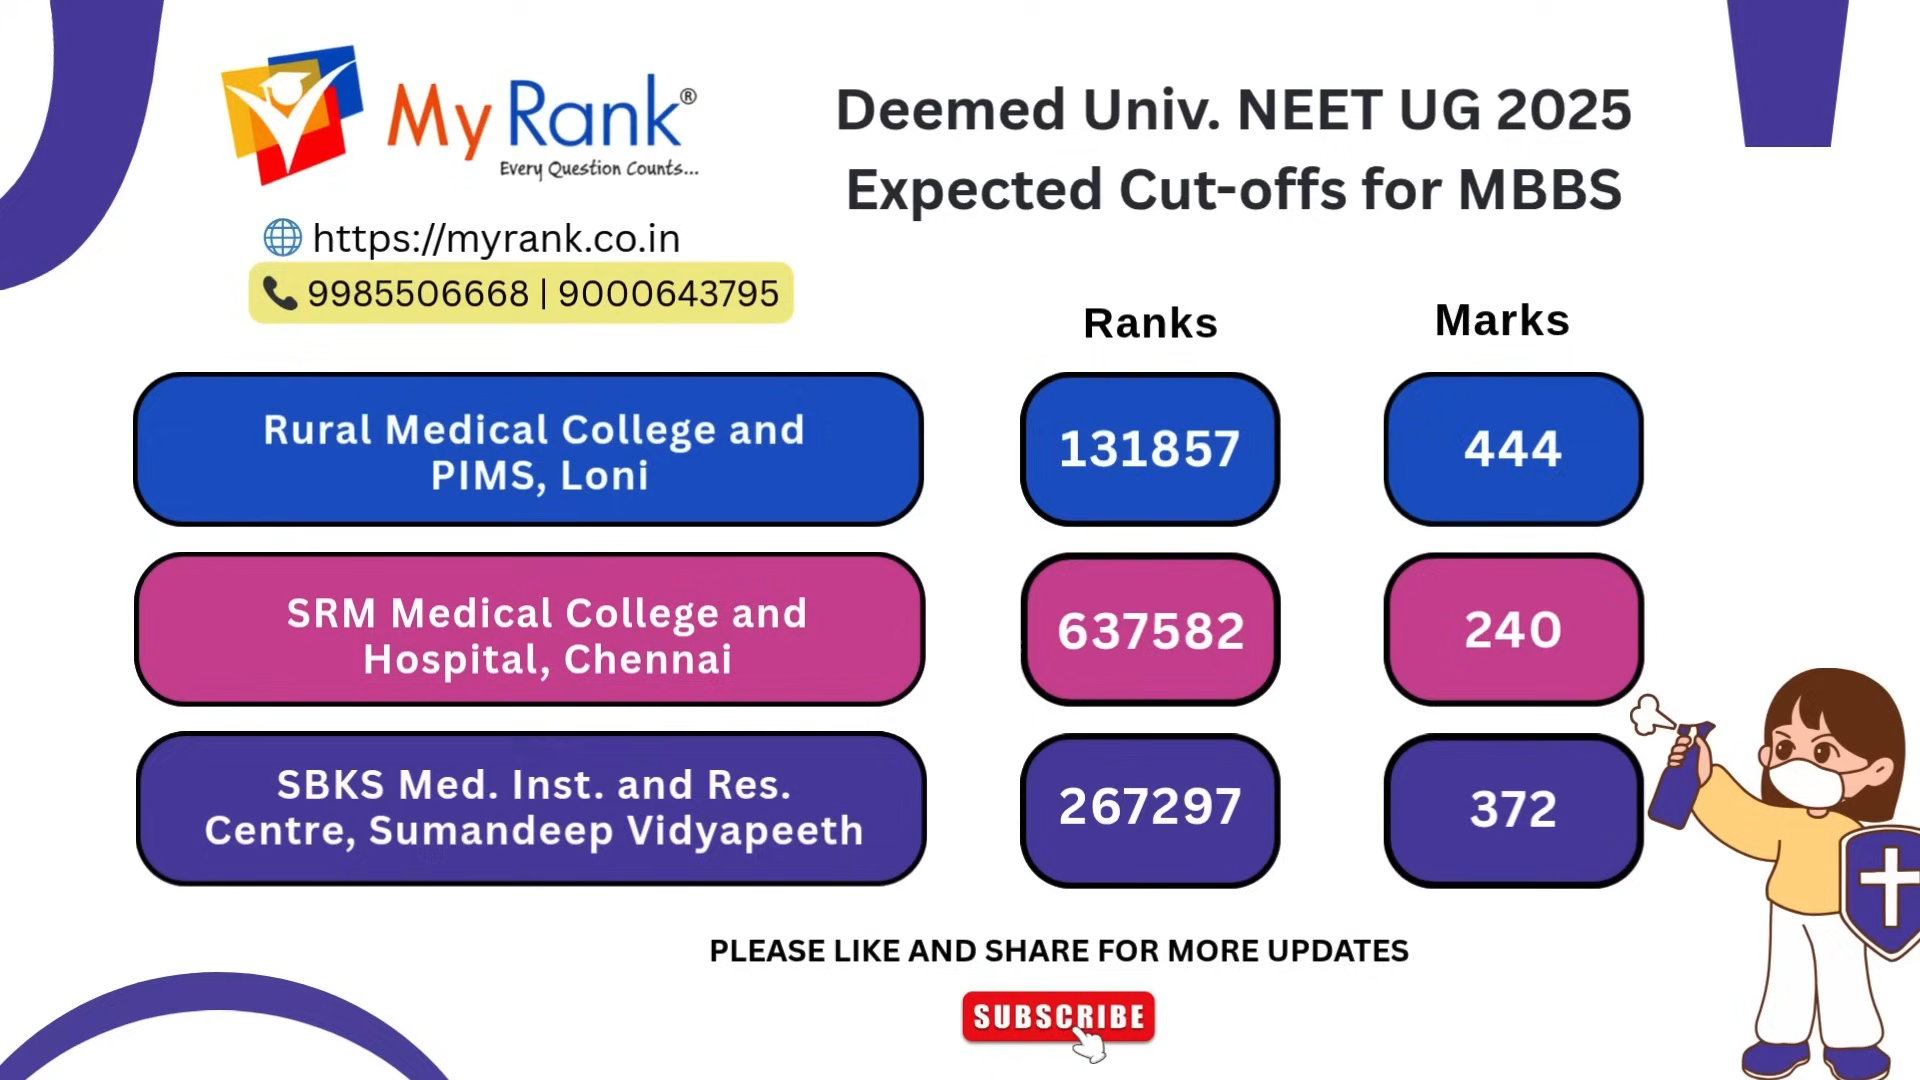 My Rank®
Every Question Counts...
https://myrank.co.in
9985506668 | 9000643795
Deemed Univ. NEET UG 2025
Expected Cut-offs for MBBS
Ranks
Marks
Rural Medical College and
PIMS, Loni
131857
444
SRM Medical College and
Hospital, Chennai
637582
240
SBKS Med. Inst. and Res.
Centre, Sumandeep Vidyapeeth
267297
372
PLEASE LIKE AND SHARE FOR MORE UPDATES
SUBSCRIBE